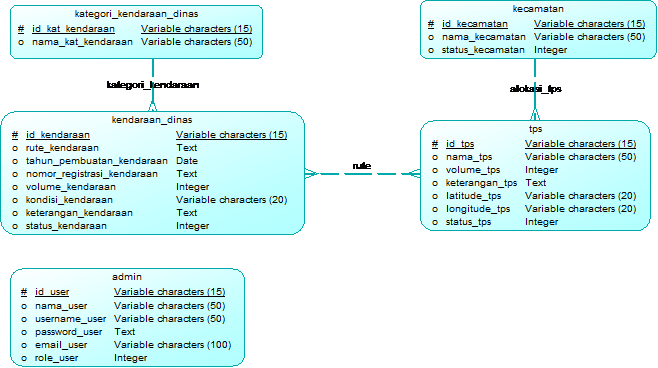 kategori_kendaraan_dinas
# id_kat_kendaraan Variable characters (15)
o nama_kat_kendaraan Variable characters (50)
kecamatan
# id_kecamatan Variable characters (15)
o nama_kecamatan Variable characters (50)
o status_kecamatan Integer
kategori_kendaraan
alokasi_tps
kendaraan_dinas
# id_kendaraan Variable characters (15)
o rute_kendaraan Text
o tahun_pembuatan_kendaraan Date
o nomor_registrasi_kendaraan Text
o volume_kendaraan Integer
o kondisi_kendaraan Variable characters (20)
o keterangan_kendaraan Text
o status_kendaraan Integer
rute
tps
# id_tps Variable characters (15)
o nama_tps Variable characters (50)
o volume_tps Integer
o keterangan_tps Text
o latitude_tps Variable characters (20)
o longitude_tps Variable characters (20)
o status_tps Integer
admin
# id_user Variable characters (15)
o nama_user Variable characters (50)
o username_user Variable characters (50)
o password_user Text
o email_user Variable characters (100)
o role_user Integer